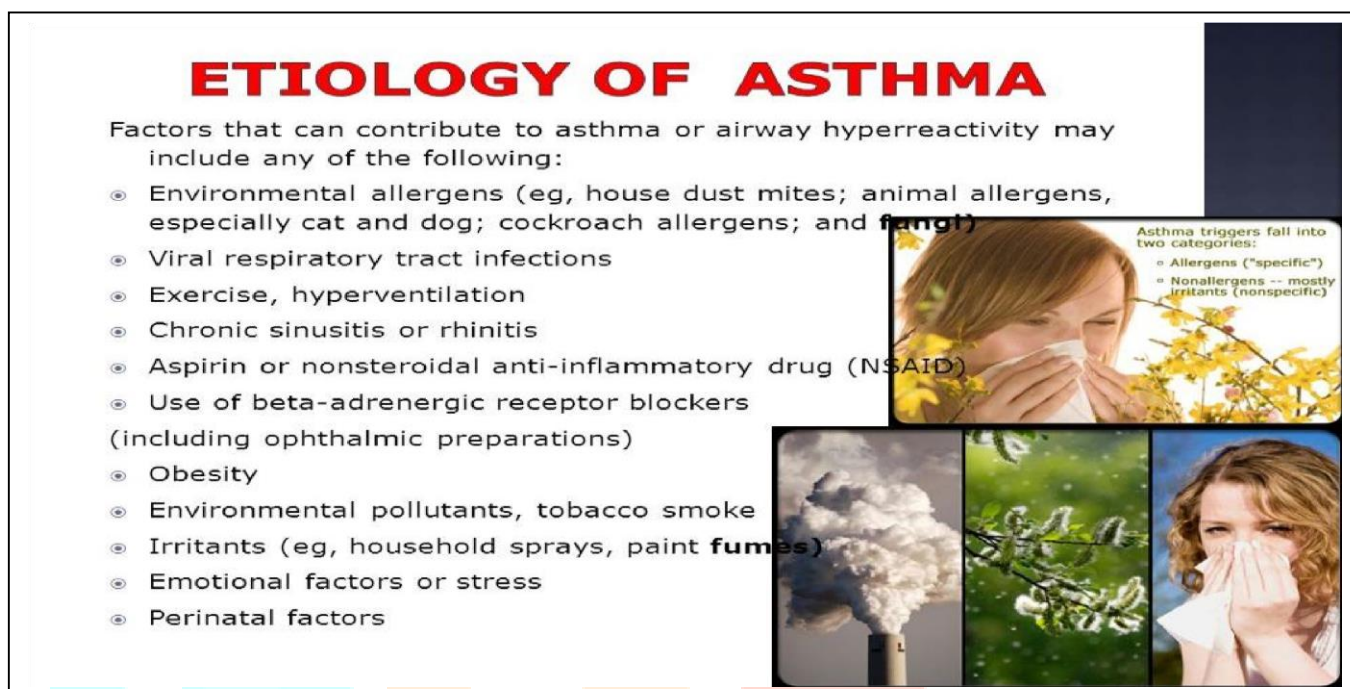 ETIOLOGY OF ASTHMA
Factors that can contribute to asthma or airway hyperreactivity may
include any of the following:
Environmental allergens (eg, house dust mites; animal allergens,
especially cat and dog; cockroach allergens; and fungi)
Viral respiratory tract infections
Exercise, hyperventilation
Chronic sinusitis or rhinitis
Aspirin or nonsteroidal anti-inflammatory drug (NSAID)
Use of beta-adrenergic receptor blockers
(including ophthalmic preparations)
Obesity
Environmental pollutants, tobacco smoke
Irritants (eg, household sprays, paint fumes)
Emotional factors or stress
Perinatal factors
Asthma triggers fall into
two categories:
Allergens ("specific")
Nonallergens -- mostly
irritants (nonspecific)